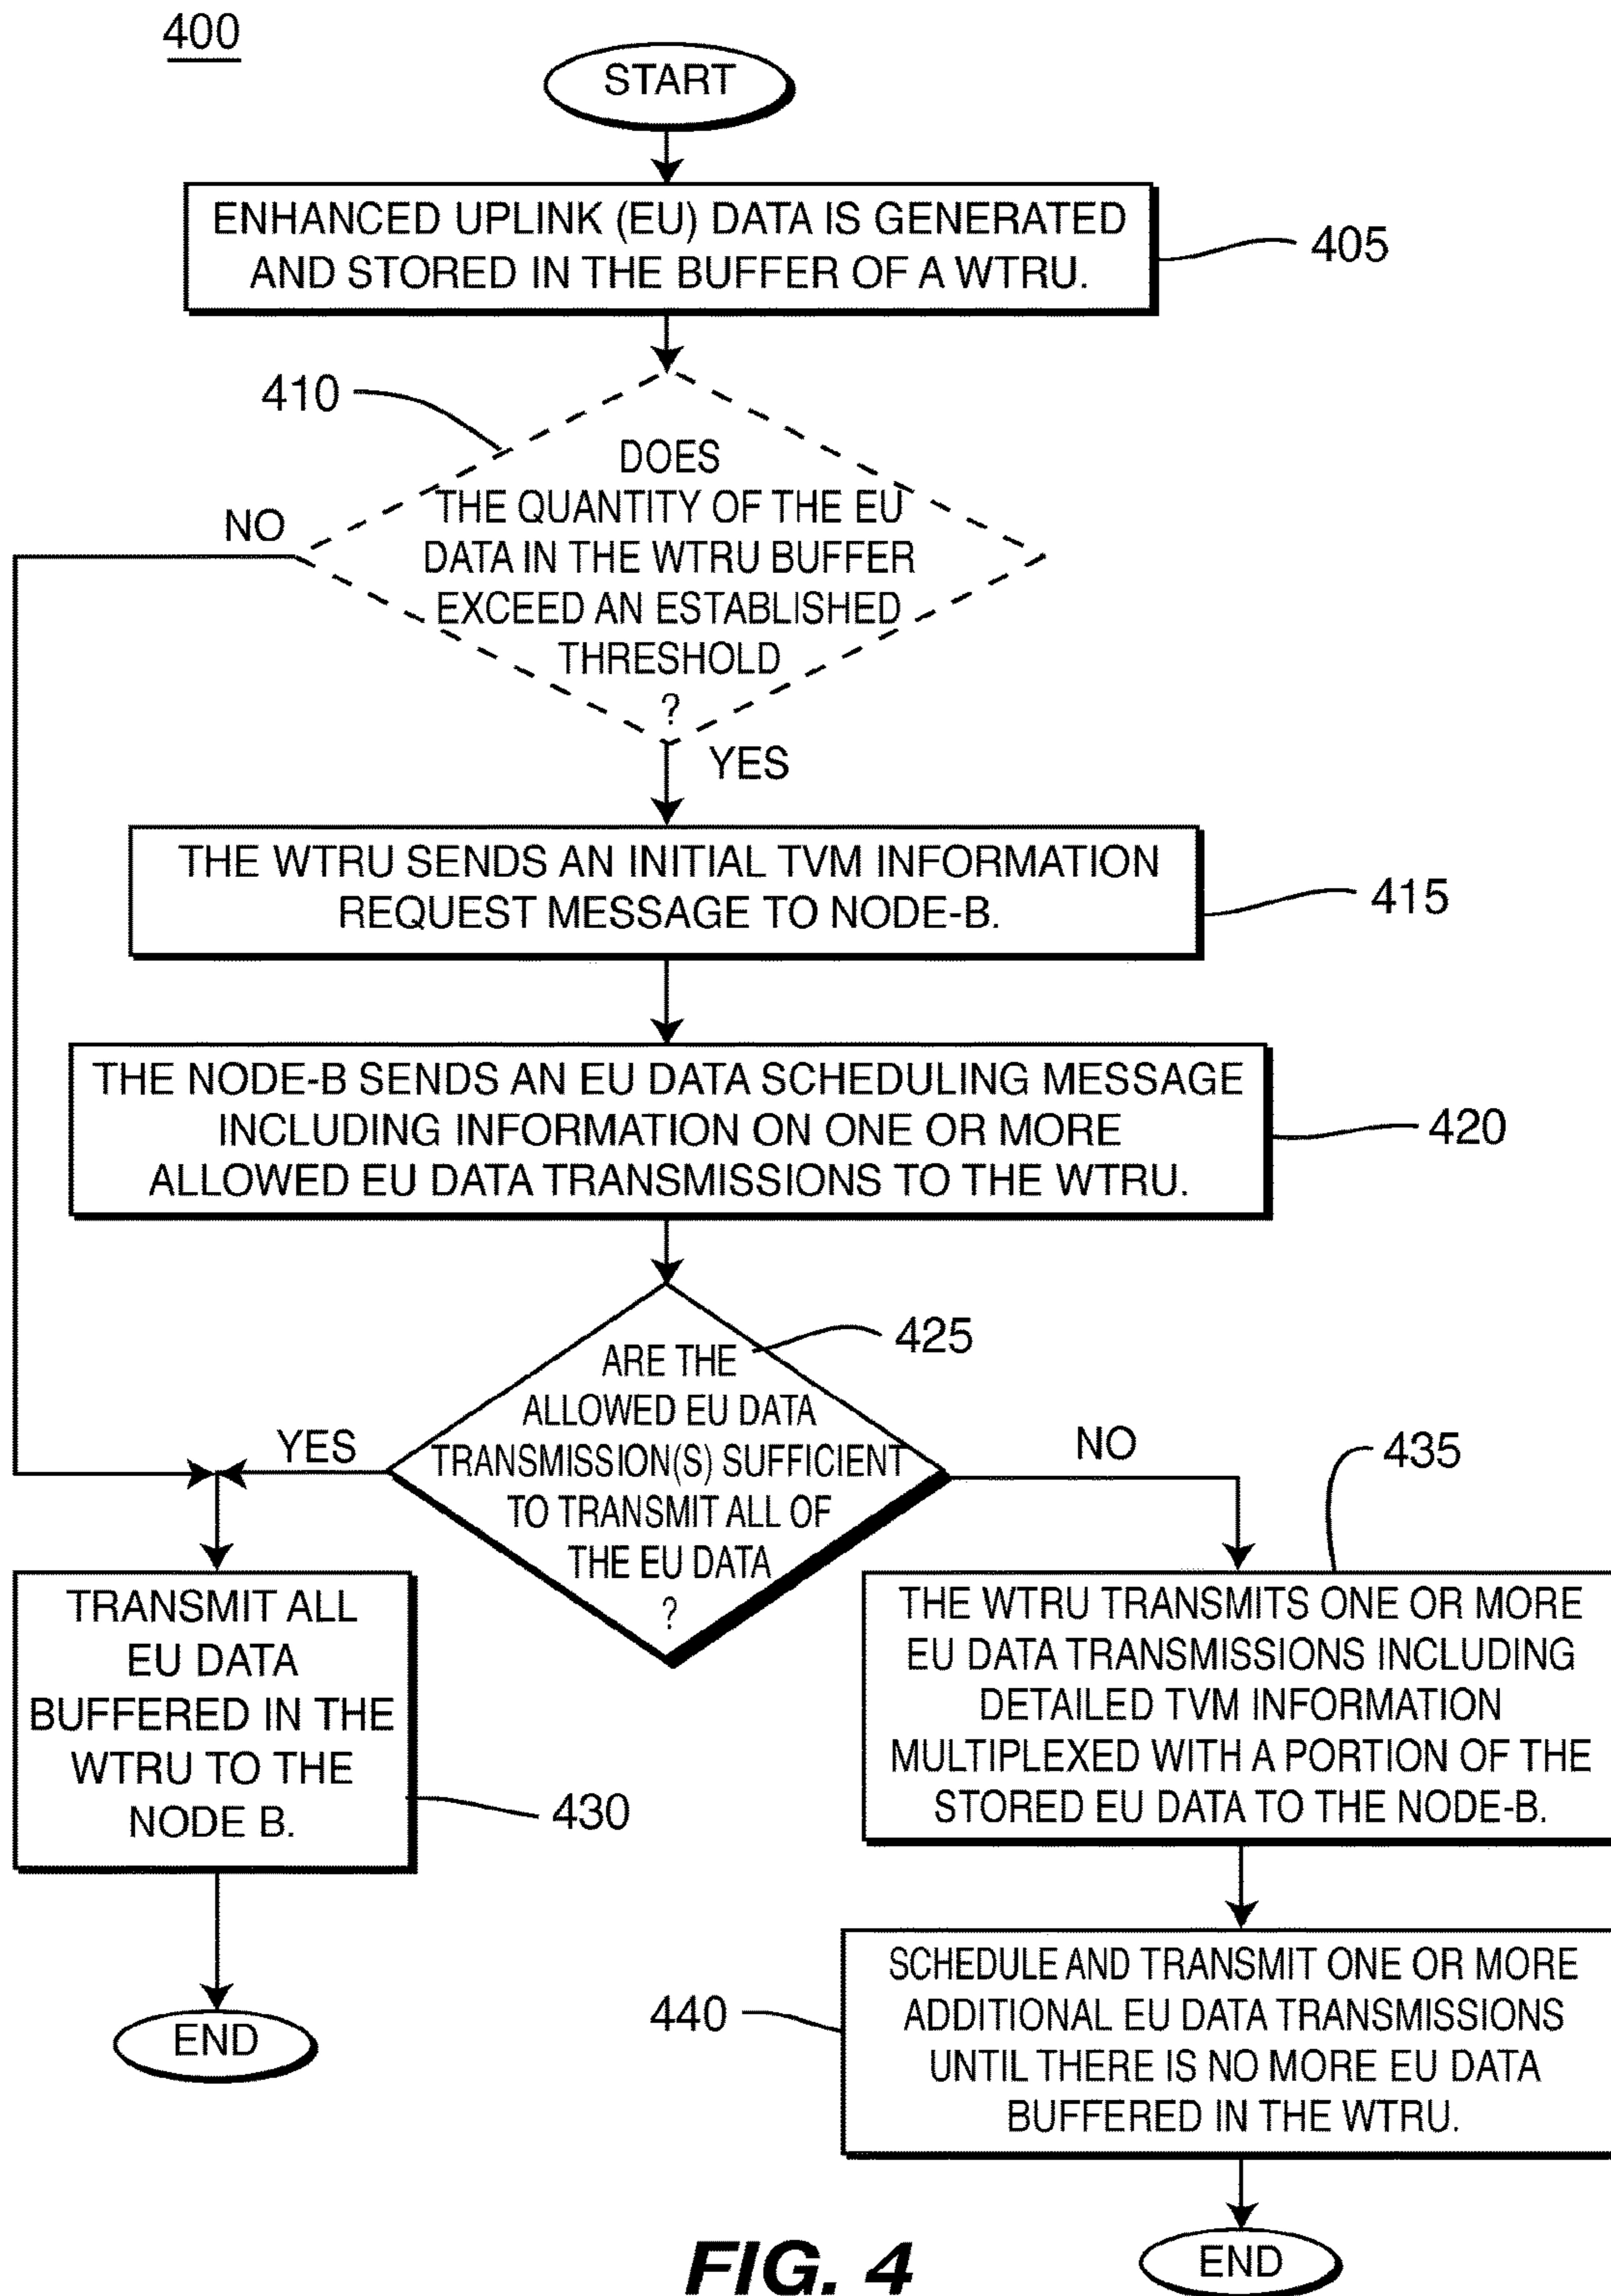 400
START
ENHANCED UPLINK (EU) DATA IS GENERATED
AND STORED IN THE BUFFER OF A WTRU.
405
410
DOES
THE QUANTITY OF THE EU
DATA IN THE WTRU BUFFER
EXCEED AN ESTABLISHED
THRESHOLD
?
NO
YES
THE WTRU SENDS AN INITIAL TVM INFORMATION
REQUEST MESSAGE TO NODE-B.
415
THE NODE-B SENDS AN EU DATA SCHEDULING MESSAGE
INCLUDING INFORMATION ON ONE OR MORE
ALLOWED EU DATA TRANSMISSIONS TO THE WTRU.
420
425
ARE THE
ALLOWED EU DATA
TRANSMISSION(S) SUFFICIENT
TO TRANSMIT ALL OF
THE EU DATA
?
YES
NO
435
TRANSMIT ALL
EU DATA
BUFFERED IN THE
WTRU TO THE
NODE B.
430
END
THE WTRU TRANSMITS ONE OR MORE
EU DATA TRANSMISSIONS INCLUDING
DETAILED TVM INFORMATION
MULTIPLEXED WITH A PORTION OF THE
STORED EU DATA TO THE NODE-B.
440
SCHEDULE AND TRANSMIT ONE OR MORE
ADDITIONAL EU DATA TRANSMISSIONS
UNTIL THERE IS NO MORE EU DATA
BUFFERED IN THE WTRU.
END
FIG. 4